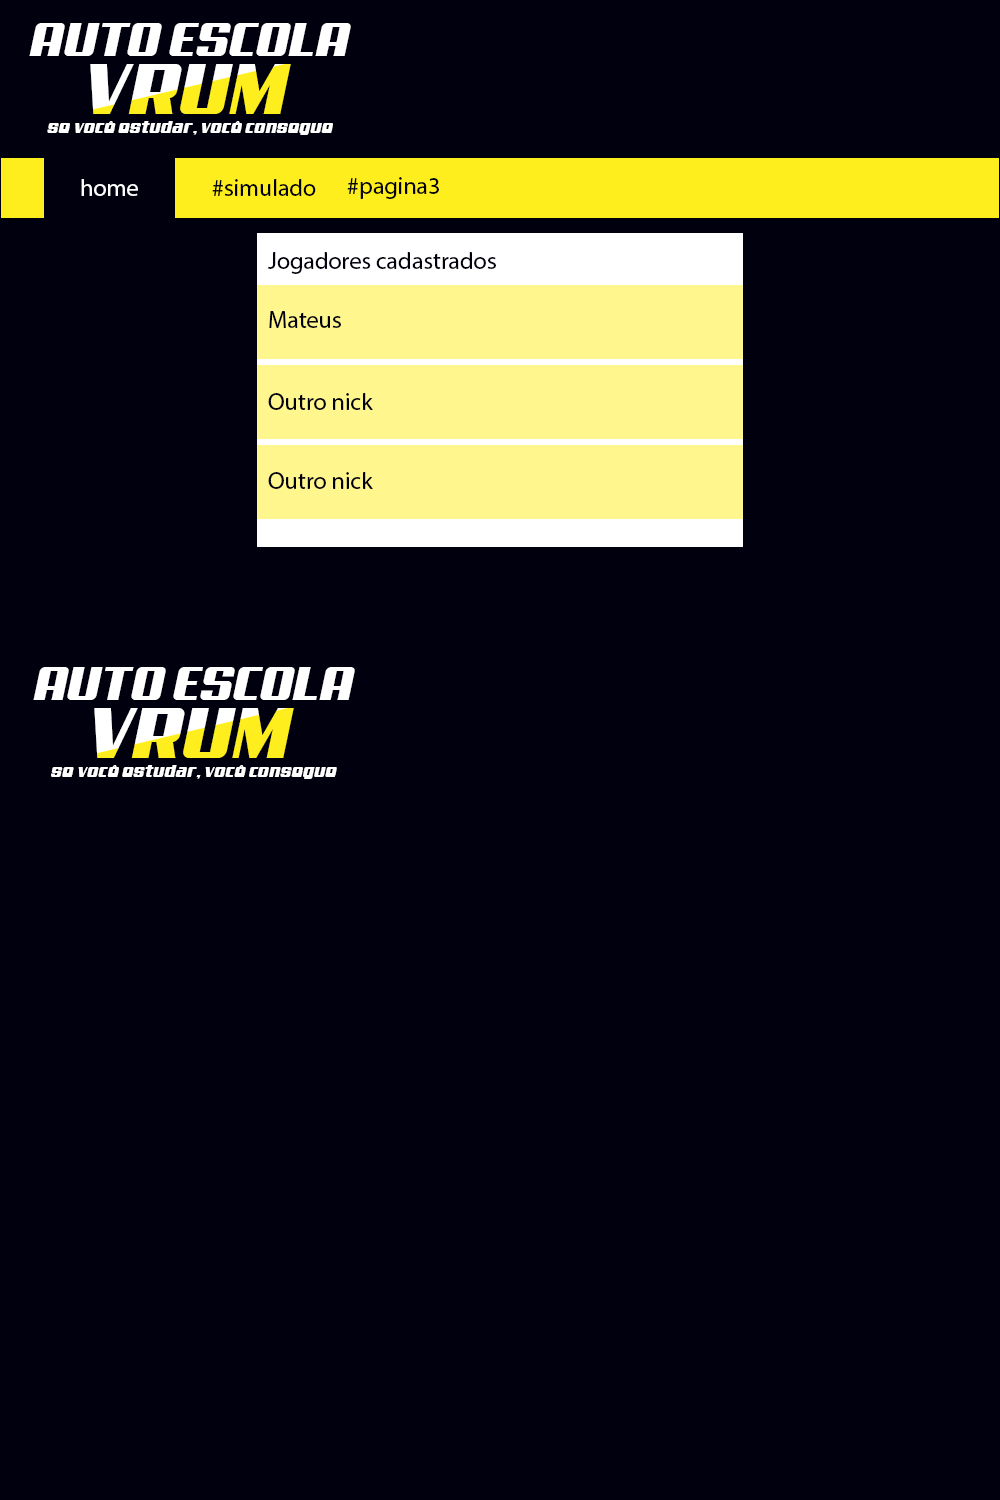 AUTO ESCOLA
VRUM
se você estudar, você consegue
home #simulado #pagina3
Jogadores cadastrados
Mateus
Outro nick
Outro nick
AUTO ESCOLA
VRUM
se você estudar, você consegue